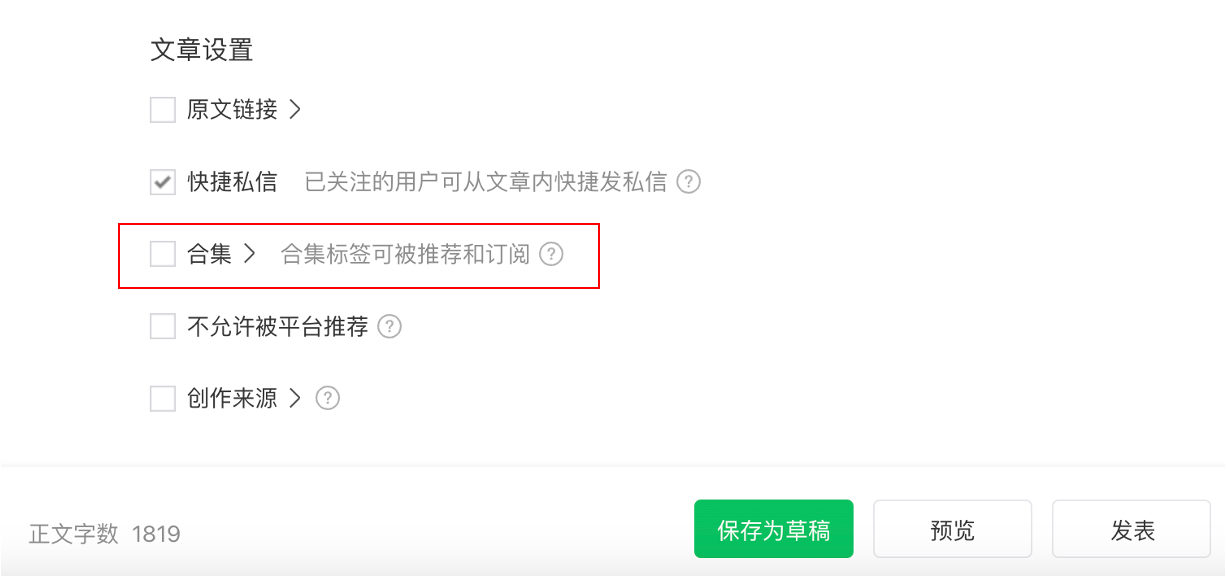 文章设置
原文链接
快捷私信 已关注的用户可从文章内快捷发私信 ?
合集 合集标签可被推荐和订阅 ?
不允许被平台推荐 ?
创作来源 ?
正文字数 1819 保存为草稿 预览 发表